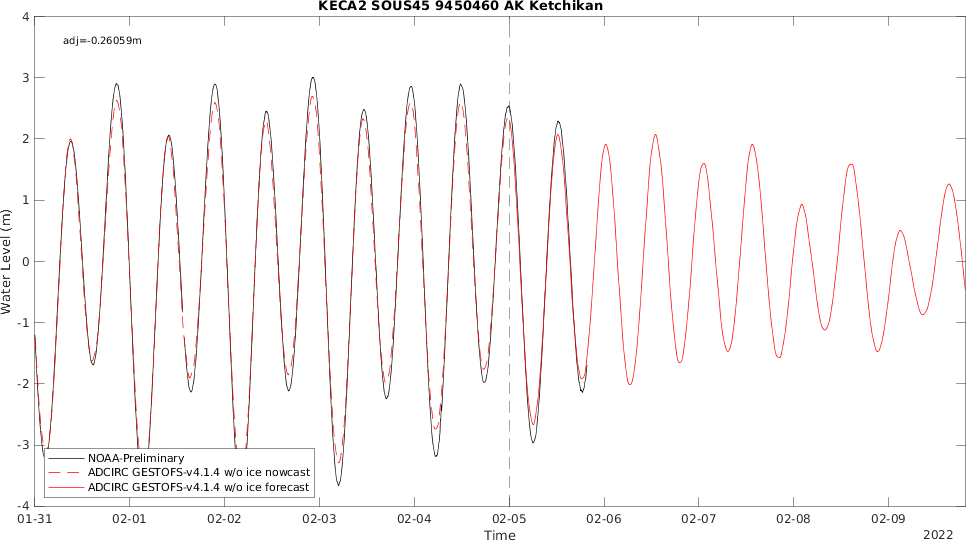 KECA2 SOUS45 9450460 AK Ketchikan
adj=-0.26059m
4
3
2
1
0
-1
-2
-3
-4
Water Level (m)
NOAA-Preliminary
ADCIRC GESTOFS-v4.1.4 w/o ice nowcast
ADCIRC GESTOFS-v4.1.4 w/o ice forecast
01-31 02-01 02-02 02-03 02-04 02-05 02-06 02-07 02-08 02-09
Time
2022